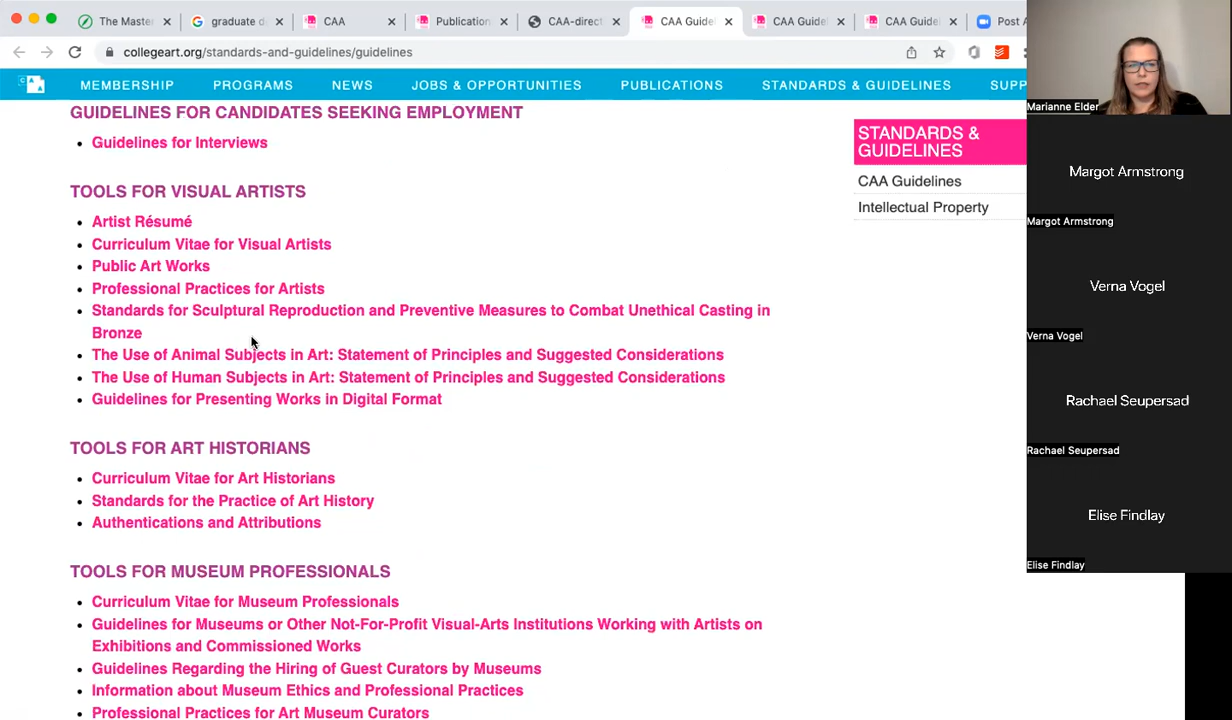 The Master
graduate d
CAA
Publication
CAA-direct
CAA Guide
CAA Guide
CAA Guide
Post A
collegeart.org/standards-and-guidelines/guidelines
CAA
MEMBERSHIP PROGRAMS NEWS JOBS & OPPORTUNITIES PUBLICATIONS STANDARDS & GUIDELINES SUPP
GUIDELINES FOR CANDIDATES SEEKING EMPLOYMENT
• Guidelines for Interviews
TOOLS FOR VISUAL ARTISTS
• Artist Résumé
• Curriculum Vitae for Visual Artists
• Public Art Works
• Professional Practices for Artists
• Standards for Sculptural Reproduction and Preventive Measures to Combat Unethical Casting in
Bronze
• The Use of Animal Subjects in Art: Statement of Principles and Suggested Considerations
• The Use of Human Subjects in Art: Statement of Principles and Suggested Considerations
• Guidelines for Presenting Works in Digital Format
TOOLS FOR ART HISTORIANS
• Curriculum Vitae for Art Historians
• Standards for the Practice of Art History
• Authentications and Attributions
TOOLS FOR MUSEUM PROFESSIONALS
• Curriculum Vitae for Museum Professionals
• Guidelines for Museums or Other Not-For-Profit Visual-Arts Institutions Working with Artists on
Exhibitions and Commissioned Works
• Guidelines Regarding the Hiring of Guest Curators by Museums
• Information about Museum Ethics and Professional Practices
• Professional Practices for Art Museum Curators
STANDARDS &
GUIDELINES
CAA Guidelines
Intellectual Property
Marianne Elder
Margot Armstrong
Margot Armstrong
Verna Vogel
Verna Vogel
Rachael Seupersad
Rachael Seupersad
Elise Findlay
Elise Findlay